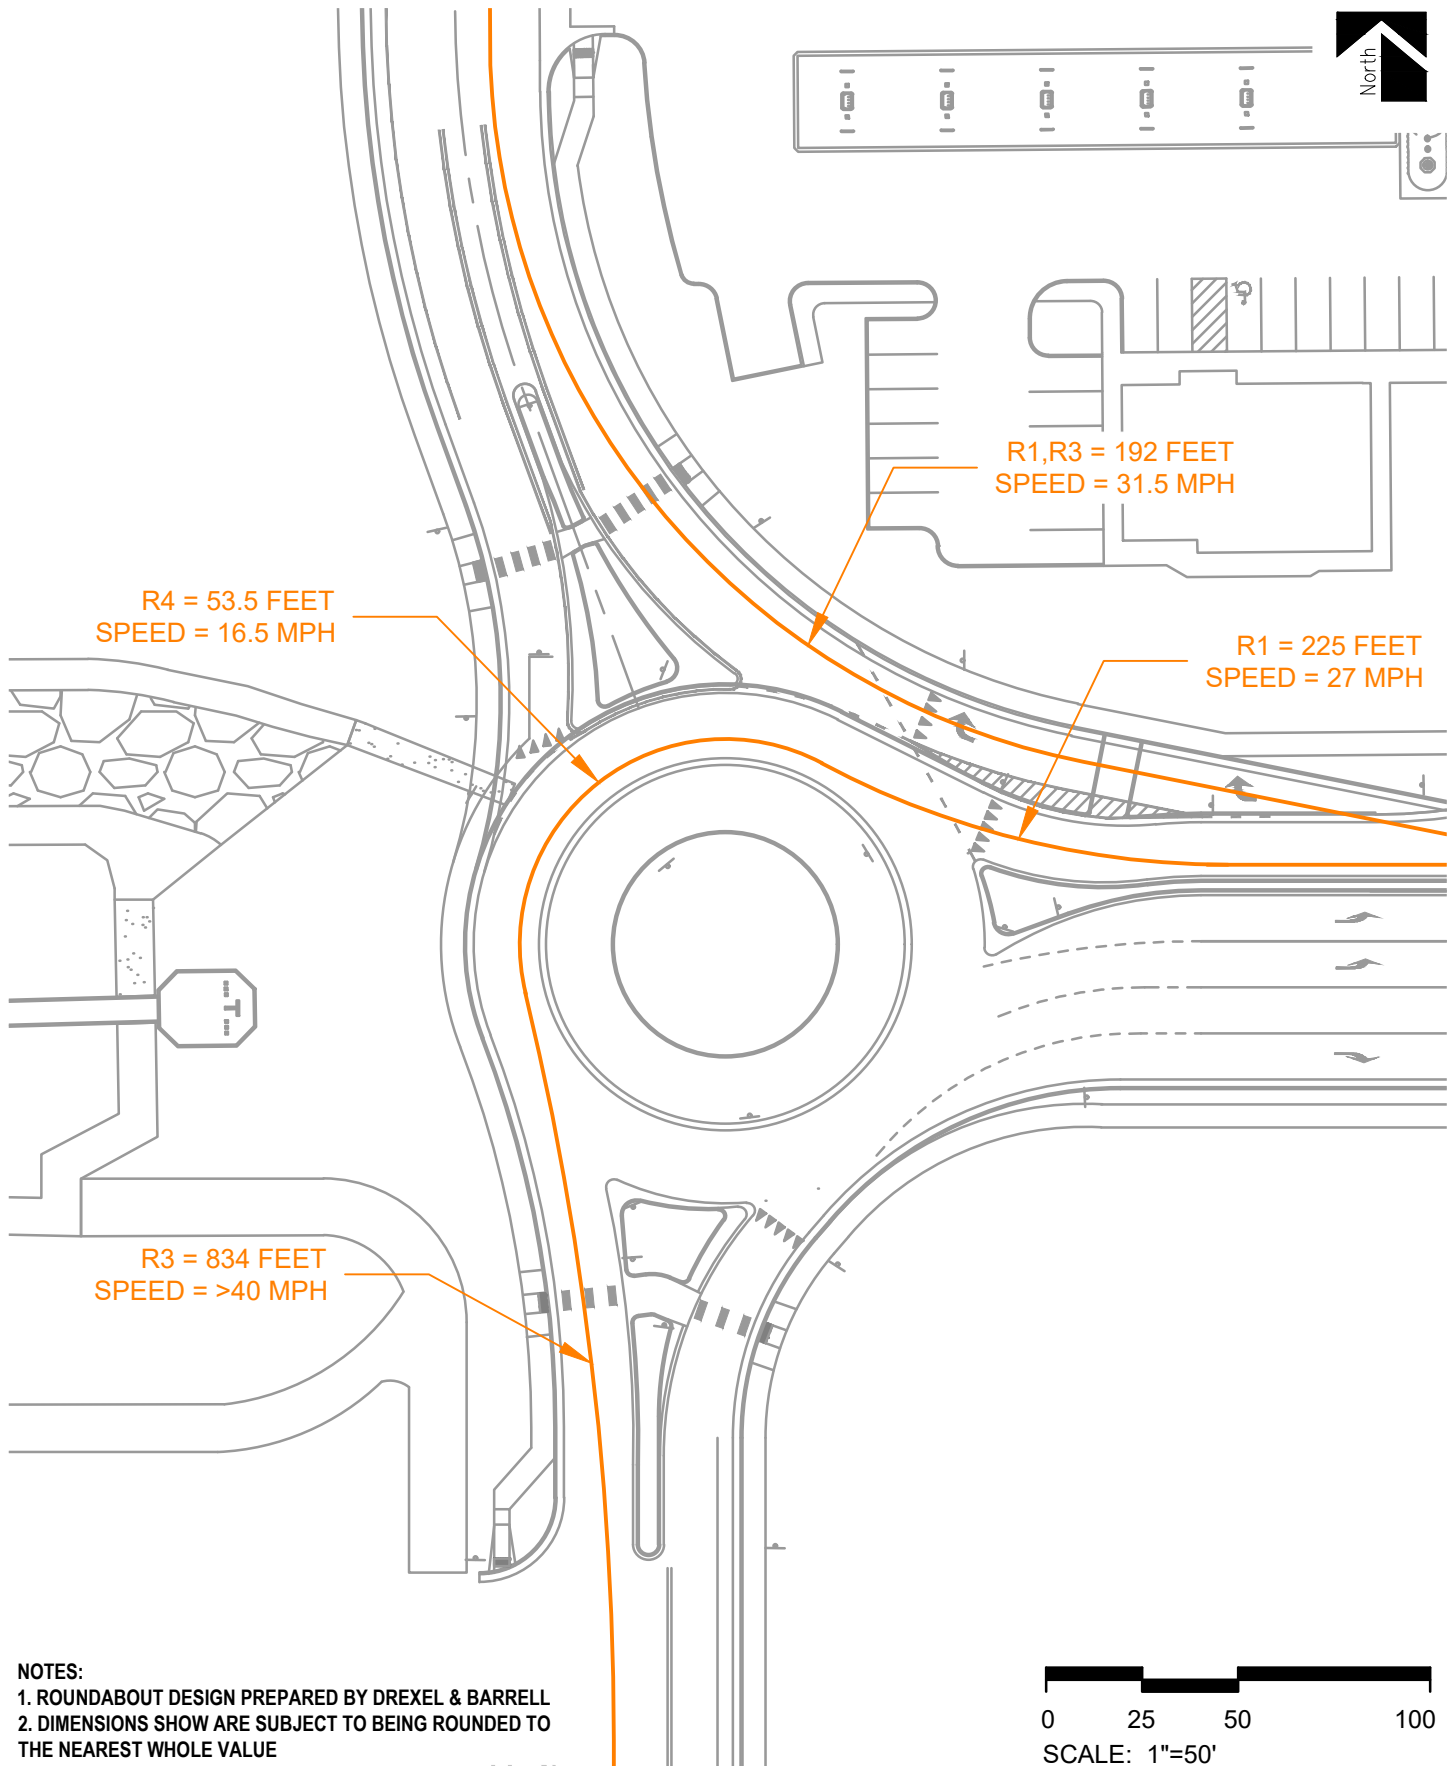 North
R1,R3 = 192 FEET
SPEED = 31.5 MPH
R4 = 53.5 FEET
SPEED = 16.5 MPH
R1 = 225 FEET
SPEED = 27 MPH
T
R3 = 834 FEET
SPEED = >40 MPH
NOTES:
1. ROUNDABOUT DESIGN PREPARED BY DREXEL & BARRELL
2. DIMENSIONS SHOW ARE SUBJECT TO BEING ROUNDED TO
THE NEAREST WHOLE VALUE
0 25 50 100
SCALE: 1"=50'